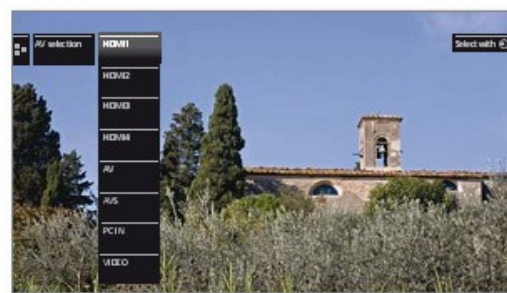 AV selection
HDMI1
HDMI2
HDMI3
HDMI4
AV
AVS
PC IN
VIDEO
Select with